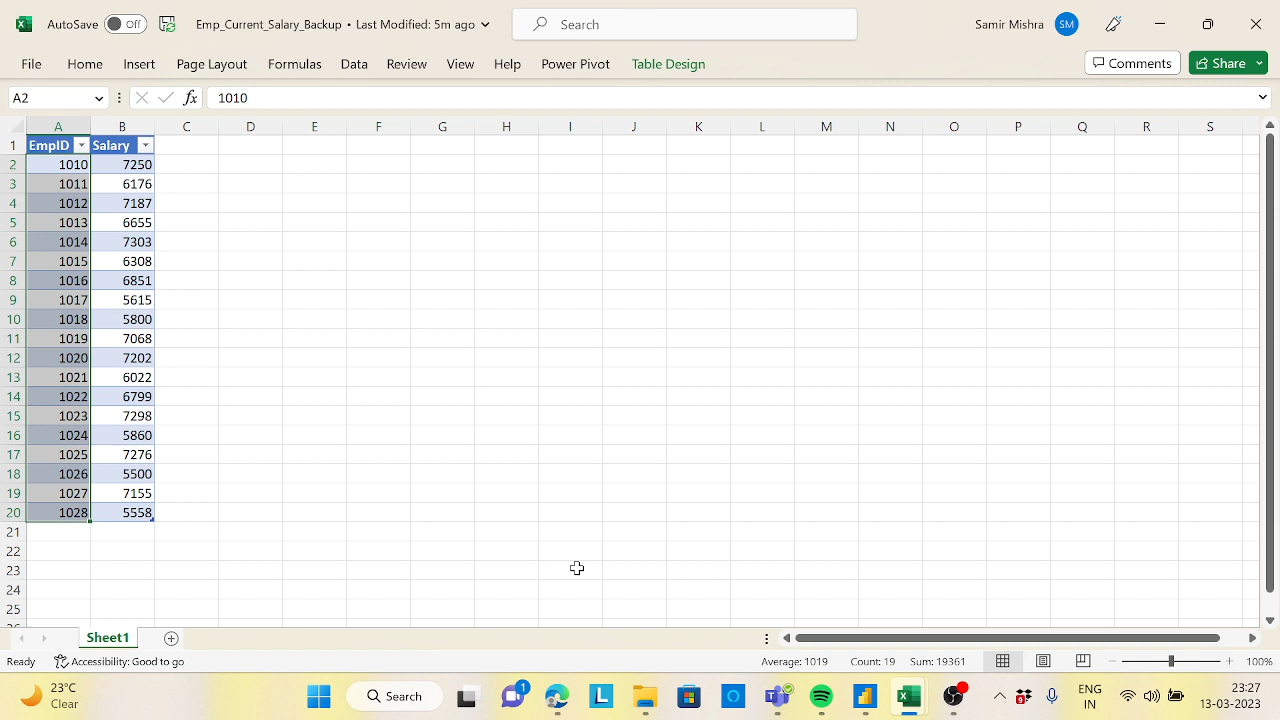 AutoSave Off Emp_Current_Salary_Backup • Last Modified: 5m ago Search Samir Mishra SM
File Home Insert Page Layout Formulas Data Review View Help Power Pivot Table Design Comments Share
A2 fx 1010
A B C D E F G H I J K L M N O P Q R S
1 EmpID Salary
2 1010 7250
3 1011 6176
4 1012 7187
5 1013 6655
6 1014 7303
7 1015 6308
8 1016 6851
9 1017 5615
10 1018 5800
11 1019 7068
12 1020 7202
13 1021 6022
14 1022 6799
15 1023 7298
16 1024 5860
17 1025 7276
18 1026 5500
19 1027 7155
20 1028 5558
21
22
23
24
25
Sheet1
Ready Accessibility: Good to go Average: 1019 Count: 19 Sum: 19361 100%
23°C Search 1 L 9 ENG 23:27
Clear IN 13-03-2023